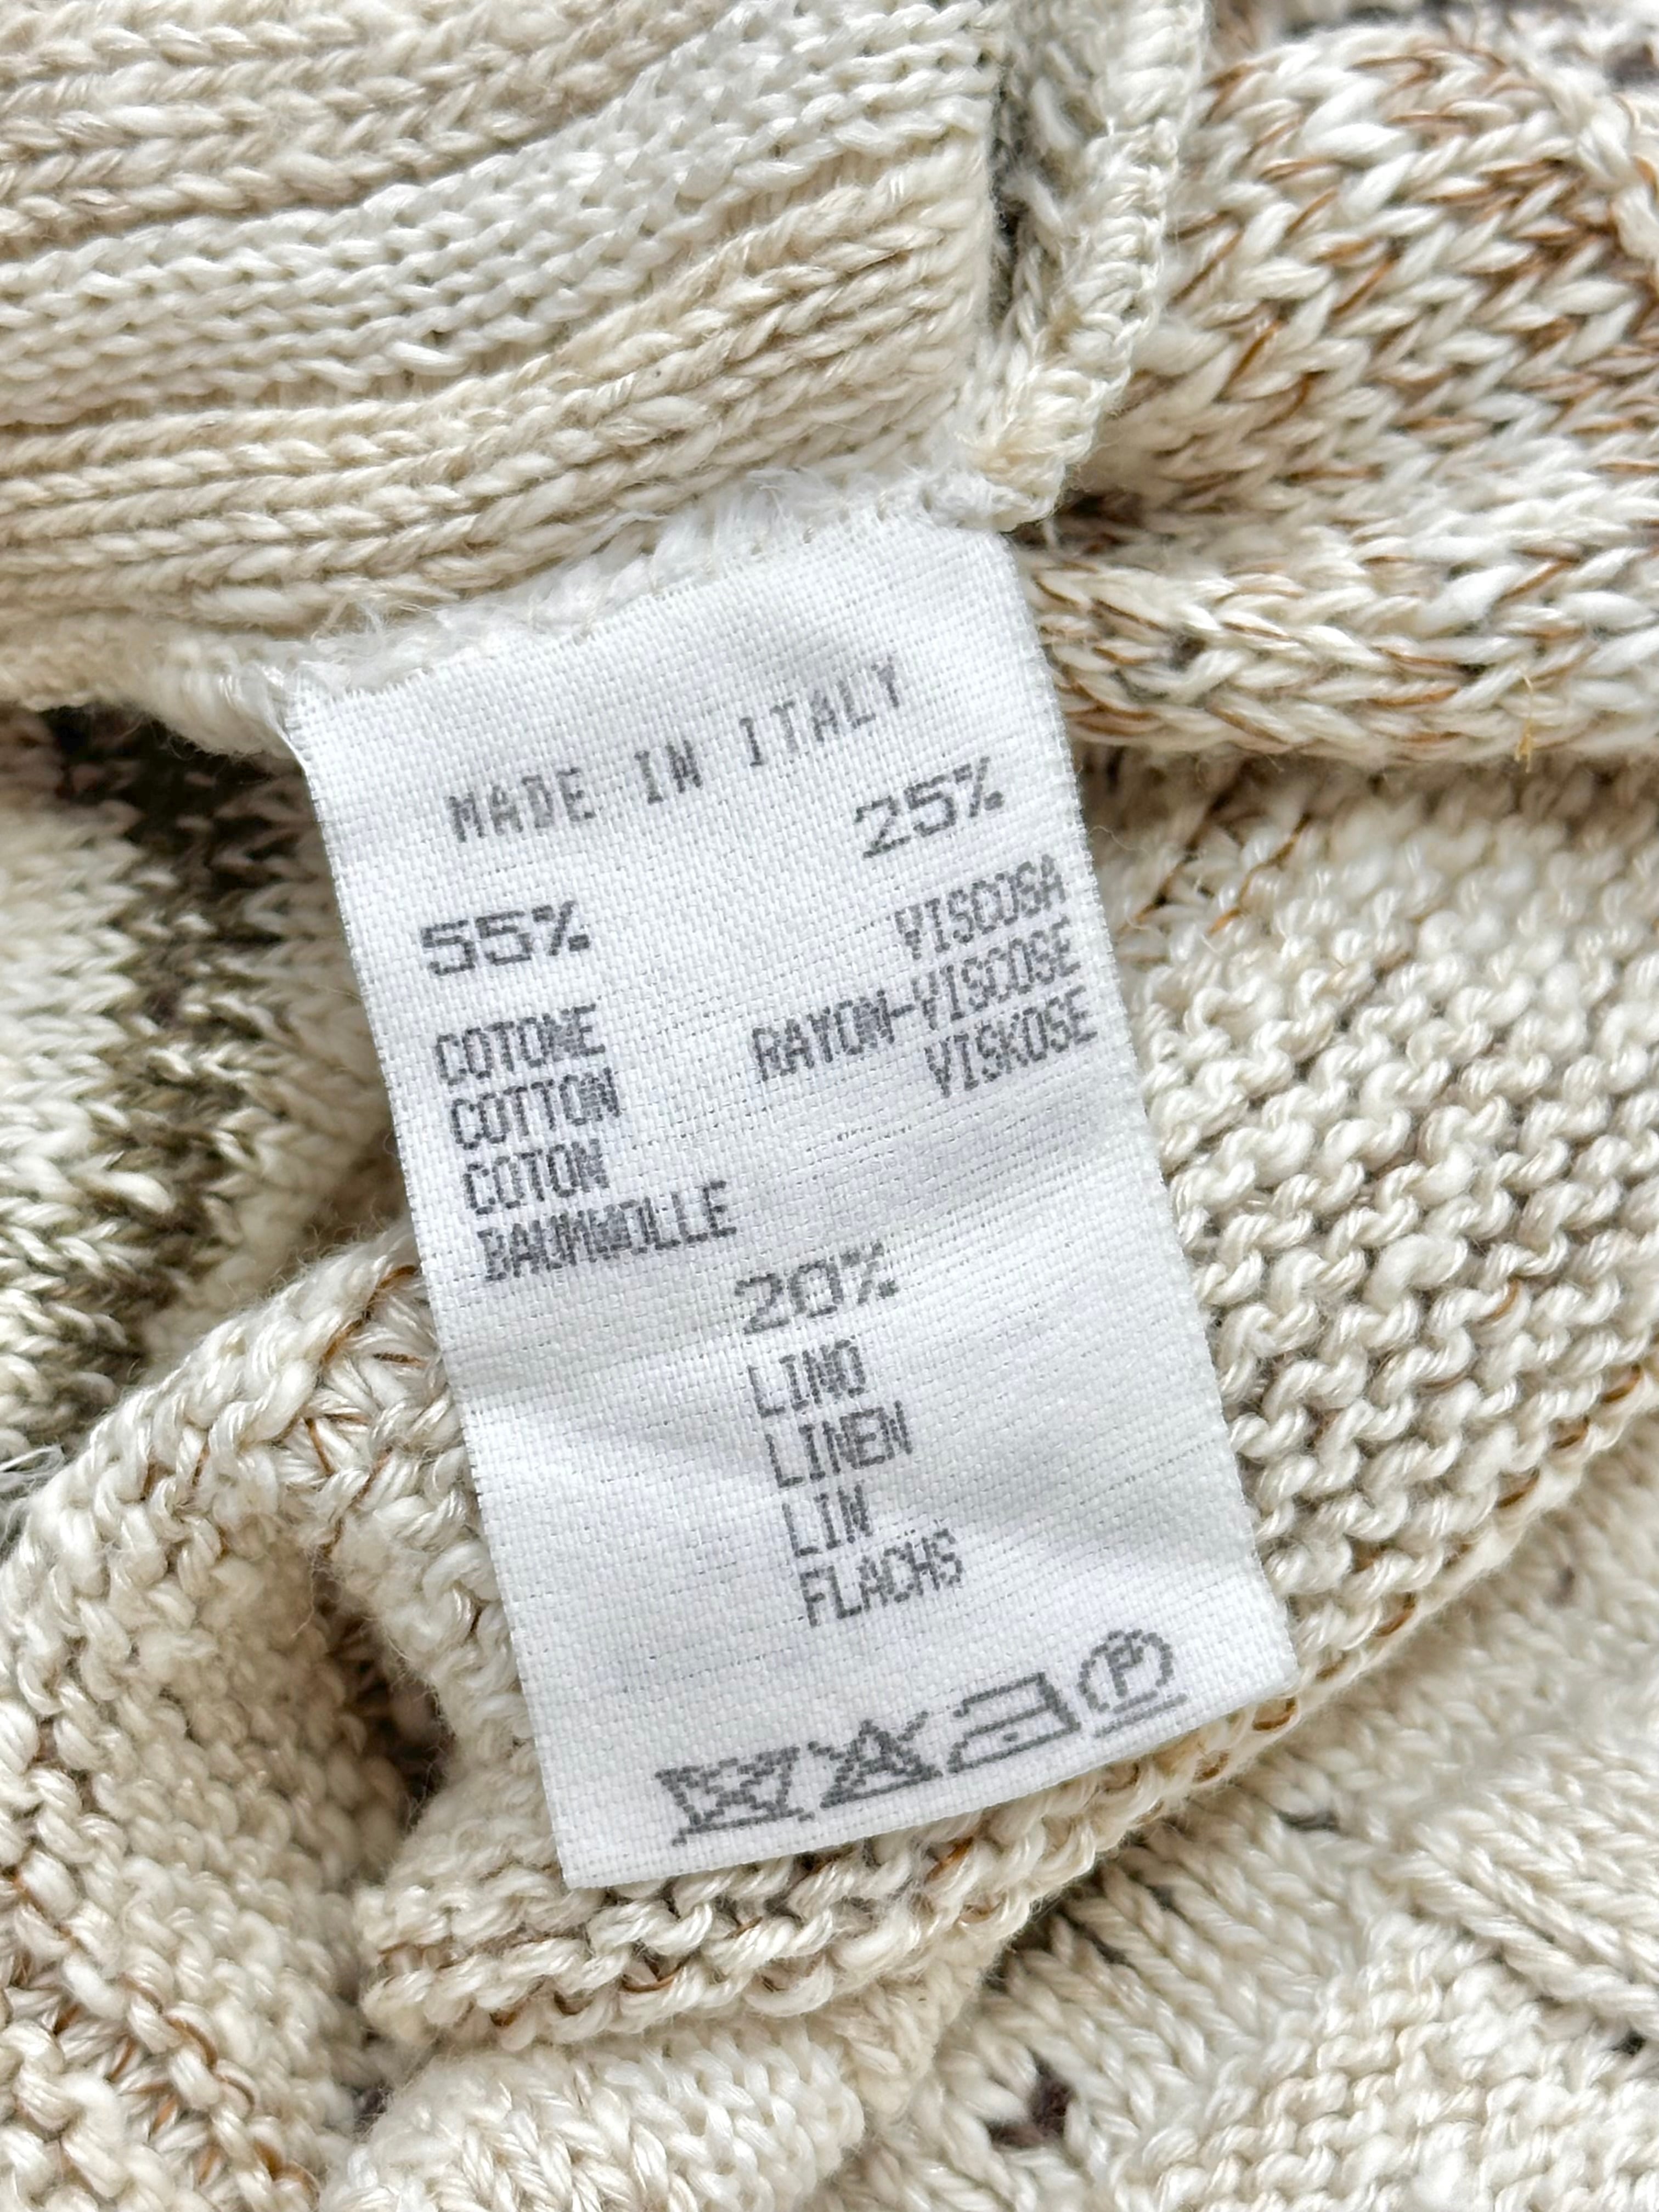 MADE IN ITALY
55%
COTONE
COTTON
COTON
BAUMWOLLE
25%
VISCOSA
RAYON-VISCOSE
VISKOSE
20%
LINO
LINEN
LIN
FLACHS
P